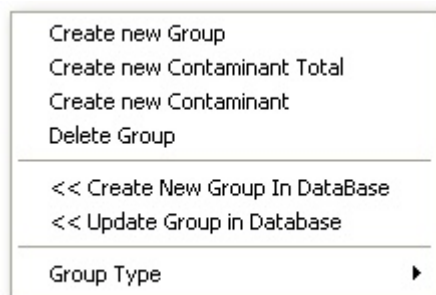 Create new Group
Create new Contaminant Total
Create new Contaminant
Delete Group
<< Create New Group In DataBase
<< Update Group in Database
Group Type